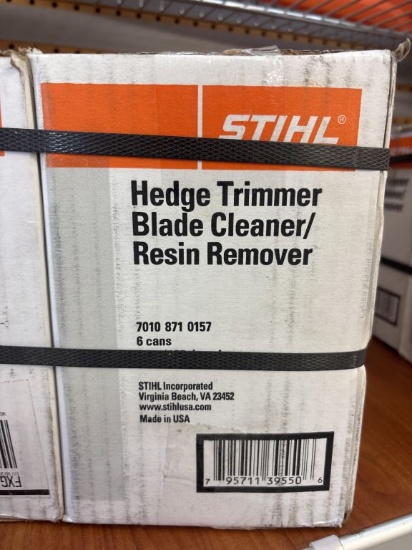 STIHL®
Hedge Trimmer
Blade Cleaner/
Resin Remover
7010 871 0157
6 cans
STIHL Incorporated
Virginia Beach, VA 23452
www.stihlusa.com
Made in USA
7 95711 39550 6
FXG